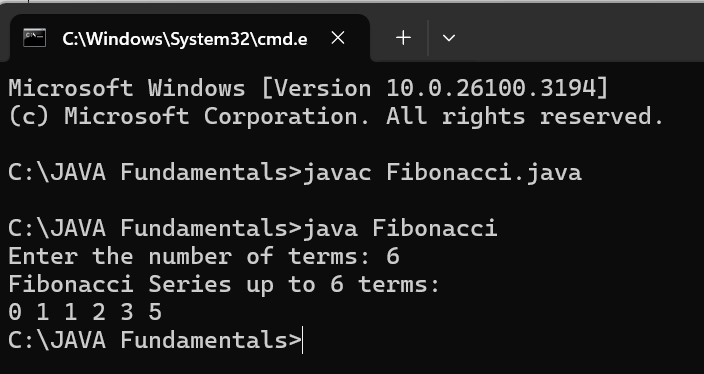 C:\Windows\System32\cmd.e
Microsoft Windows [Version 10.0.26100.3194]
(c) Microsoft Corporation. All rights reserved.
C:\JAVA Fundamentals>javac Fibonacci.java
C:\JAVA Fundamentals>java Fibonacci
Enter the number of terms: 6
Fibonacci Series up to 6 terms:
0 1 1 2 3 5
C:\JAVA Fundamentals>